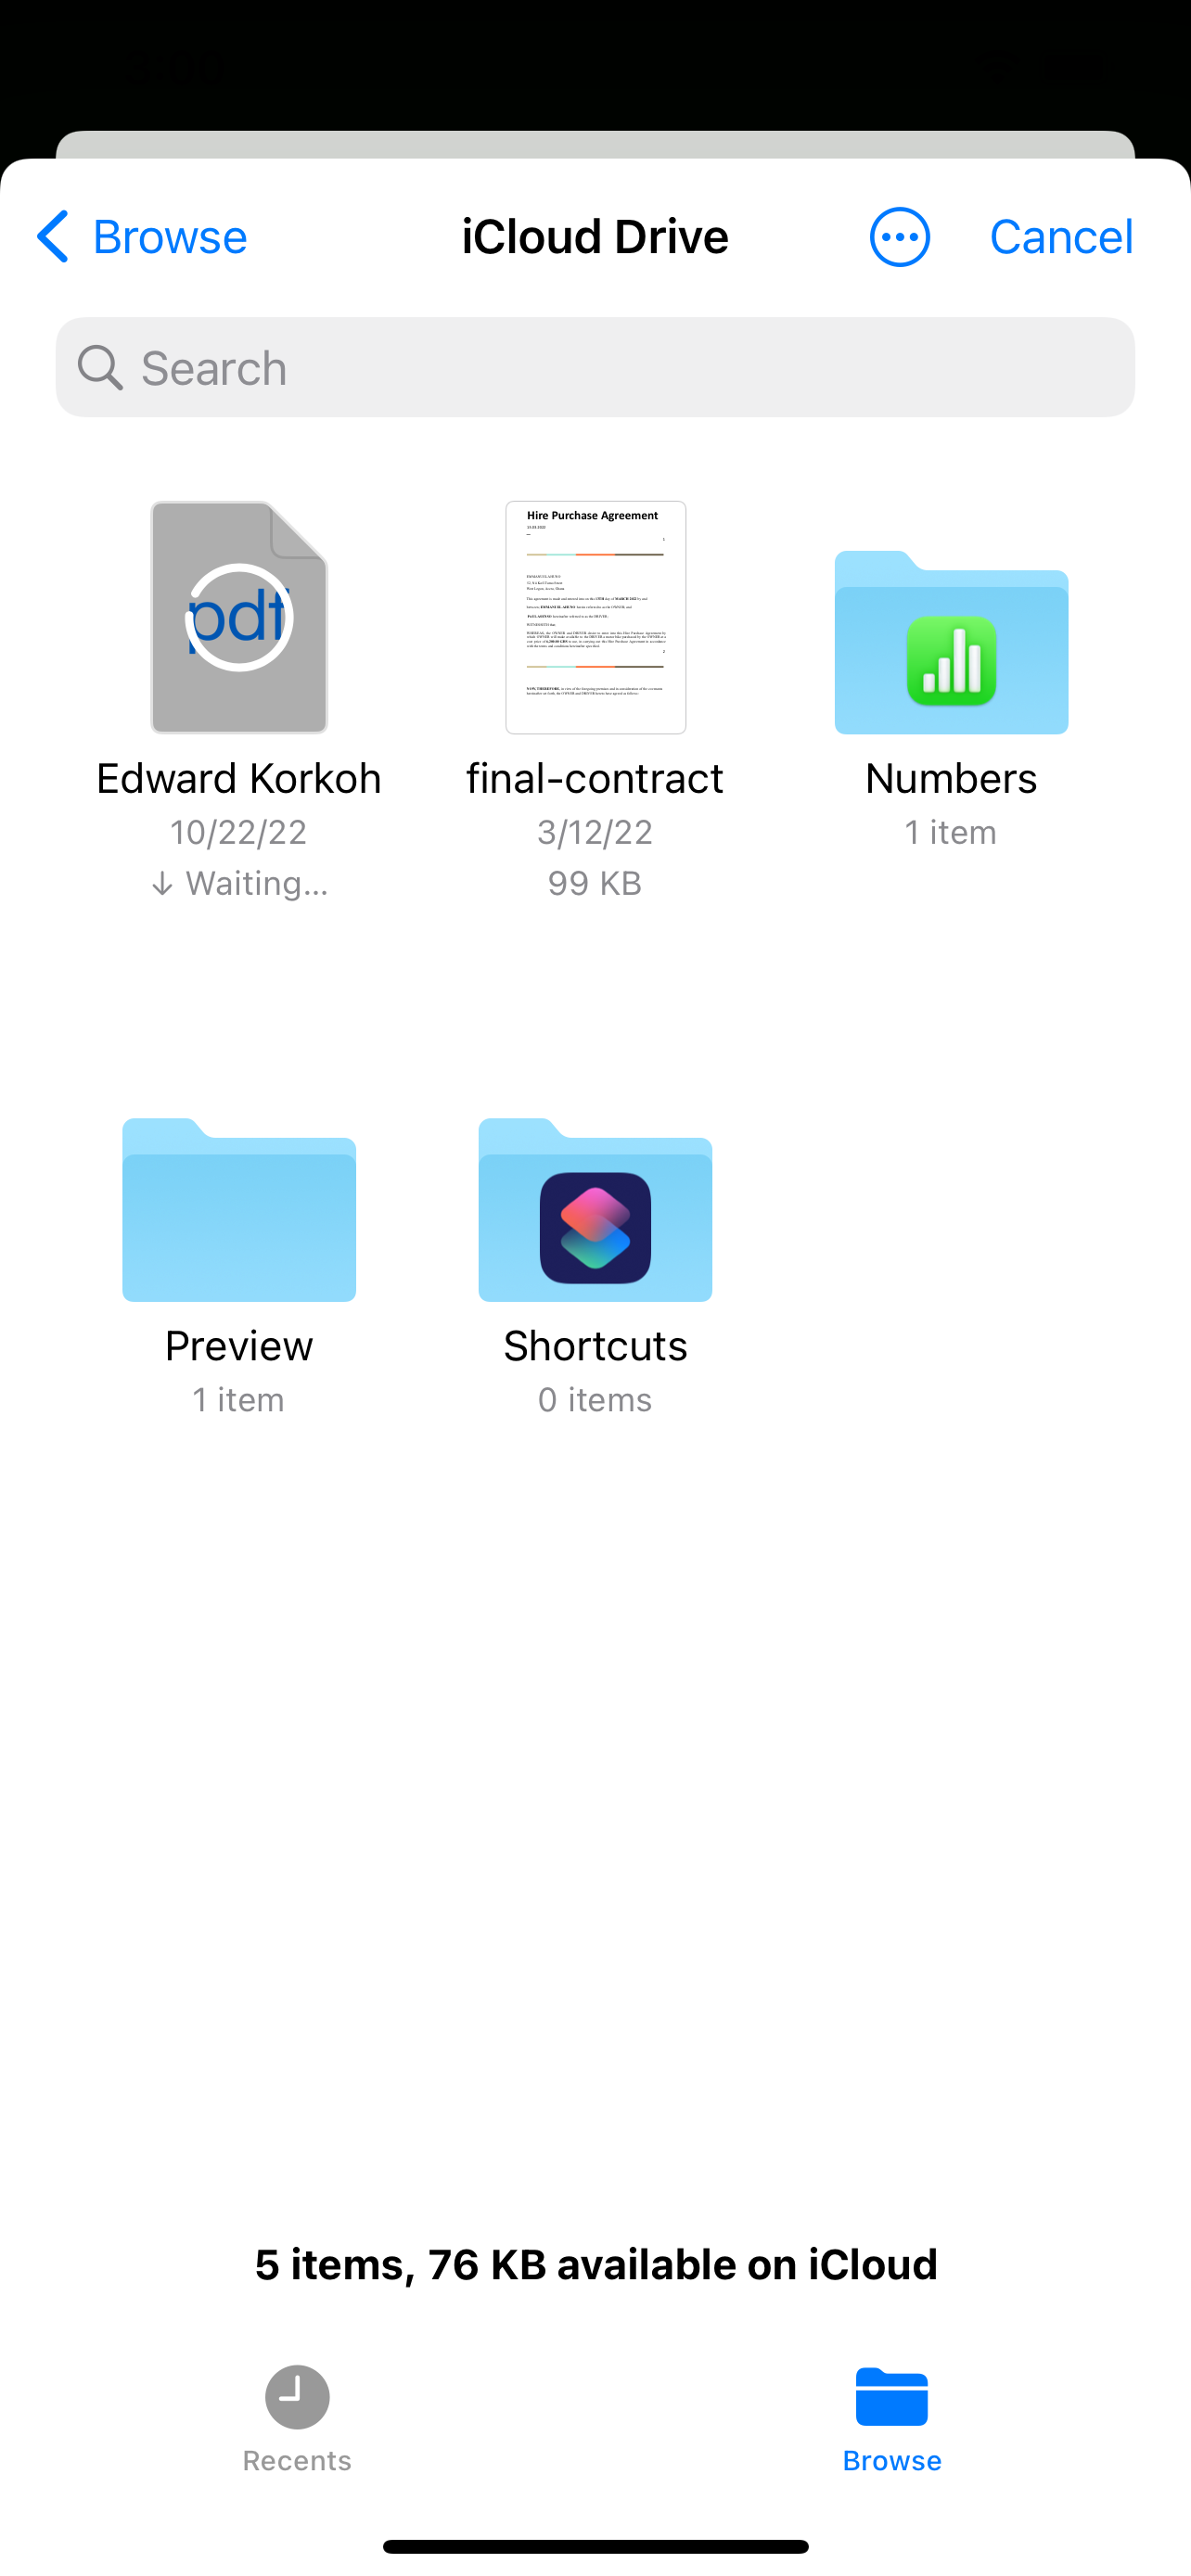 Browse
iCloud Drive
Cancel
Search
pdf
Hire Purchase Agreement
1
2
Edward Korkoh
10/22/22
↓ Waiting...
final-contract
3/12/22
99 KB
Numbers
1 item
Preview
1 item
Shortcuts
0 items
5 items, 76 KB available on iCloud
Recents
Browse